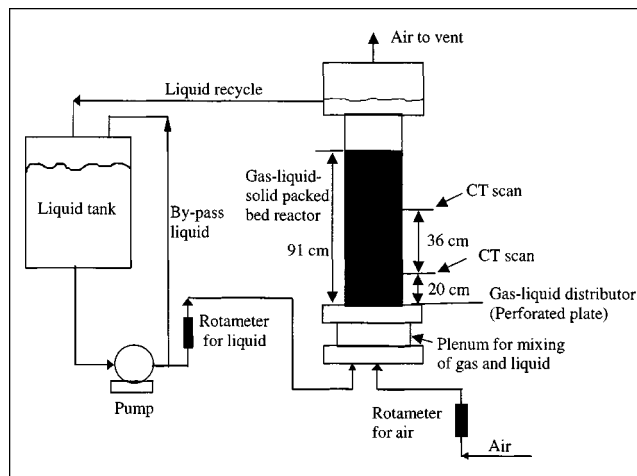 Air to vent
Liquid recycle
Gas-liquid-
solid packed
bed reactor
91 cm
CT scan
36 cm
CT scan
20 cm
Liquid tank
By-pass
liquid
Gas-liquid distributor
(Perforated plate)
Rotameter
for liquid
Plenum for mixing
of gas and liquid
Pump
Rotameter
for air
Air